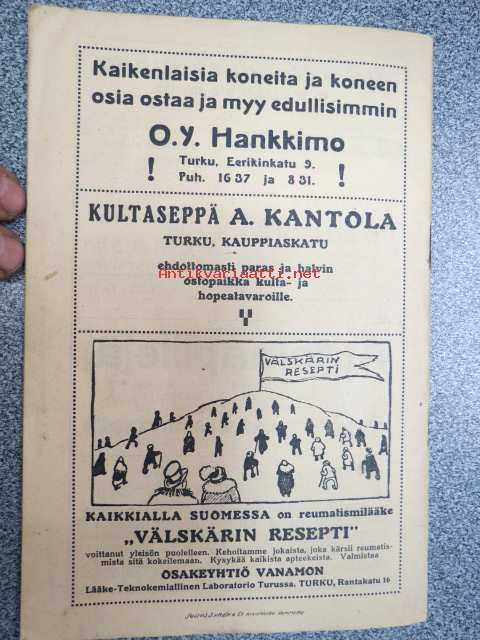 Kaikenlaisia koneita ja koneen
osia ostaa ja myy edullisimmin
O.Y. Hankkimo
! Turku, Eerikinkatu 9. !
Puh. 16 37 ja 8 31.
KULTASEPPÄ A. KANTOLA
TURKU, KAUPPIASKATU
ehdottomasti paras ja halvin
Antikvariaatti.net
ostopaikka kulta- ja
hopeatavaroille.
VÄLSKÄRIN
RESEPTI
KAIKKIALLA SUOMESSA on reumatismilääke
„VÄLSKÄRIN RESEPTI"
voittanut yleisön puolelleen. Kehoitamme jokaista, joka kärsii reumatis-
mista sitä kokeilemaan. Kysykää kaikista apteekeista. Valmistaa
OSAKEYHTIÖ VANAMON
Lääke-Teknokemiallinen Laboratorio Turussa. TURKU, Rantakatu 16